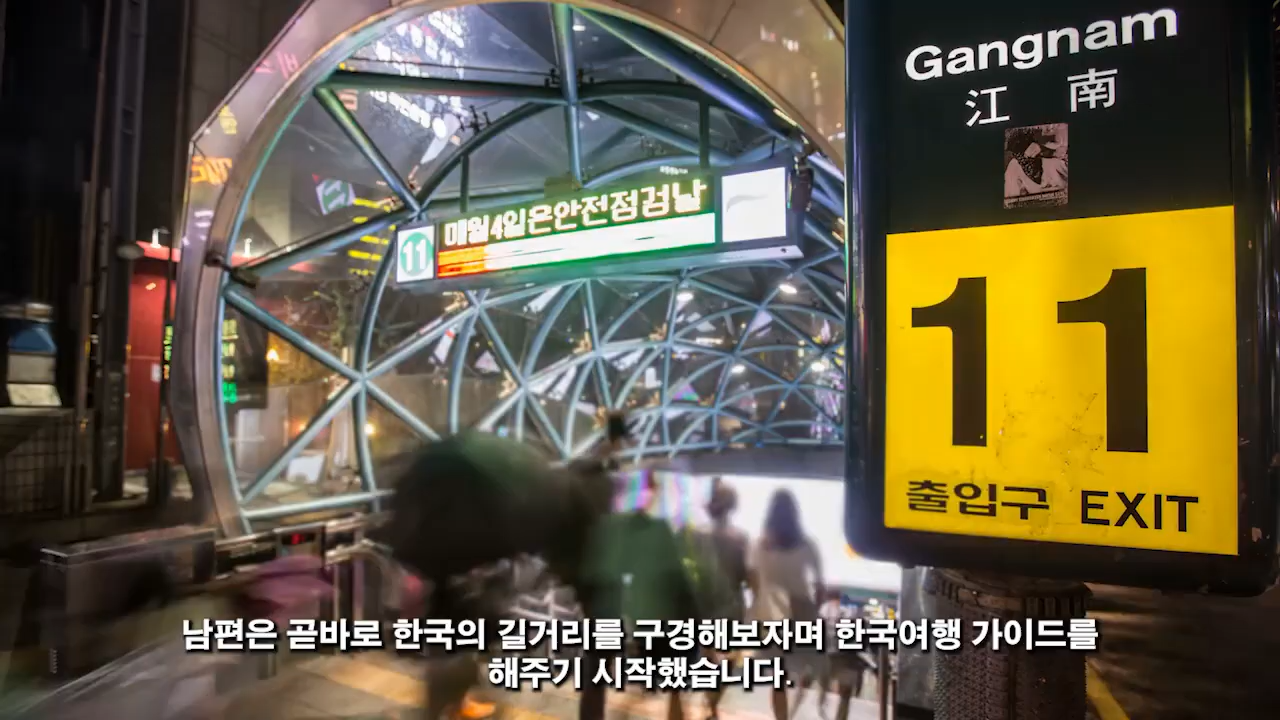 Gangnam
江 南
11
매월4일은안전점검날
11
출입구 EXIT
남편은 곧바로 한국의 길거리를 구경해보자며 한국여행 가이드를
해주기 시작했습니다.